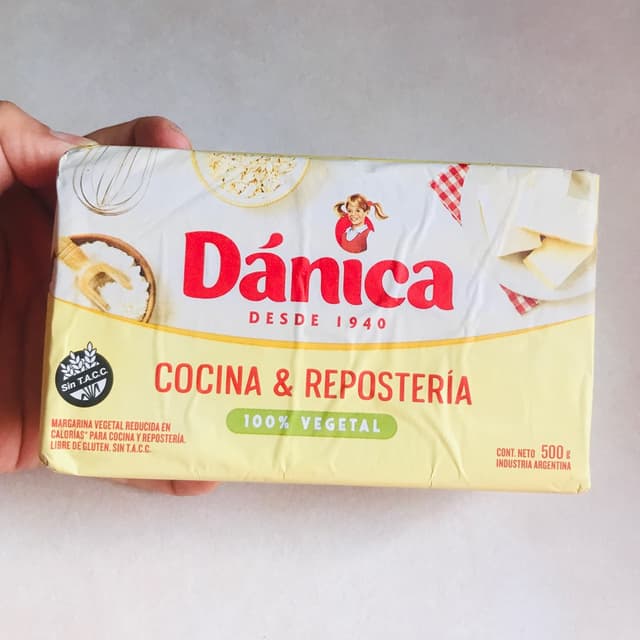 Dánica
DESDE 1940
COCINA & REPOSTERÍA
100% VEGETAL
Sin T.A.C.C.
MARGARINA VEGETAL REDUCIDA EN
CALORÍAS* PARA COCINA Y REPOSTERÍA.
LIBRE DE GLUTEN. SIN T.A.C.C.
CONT. NETO 500 g
INDUSTRIA ARGENTINA